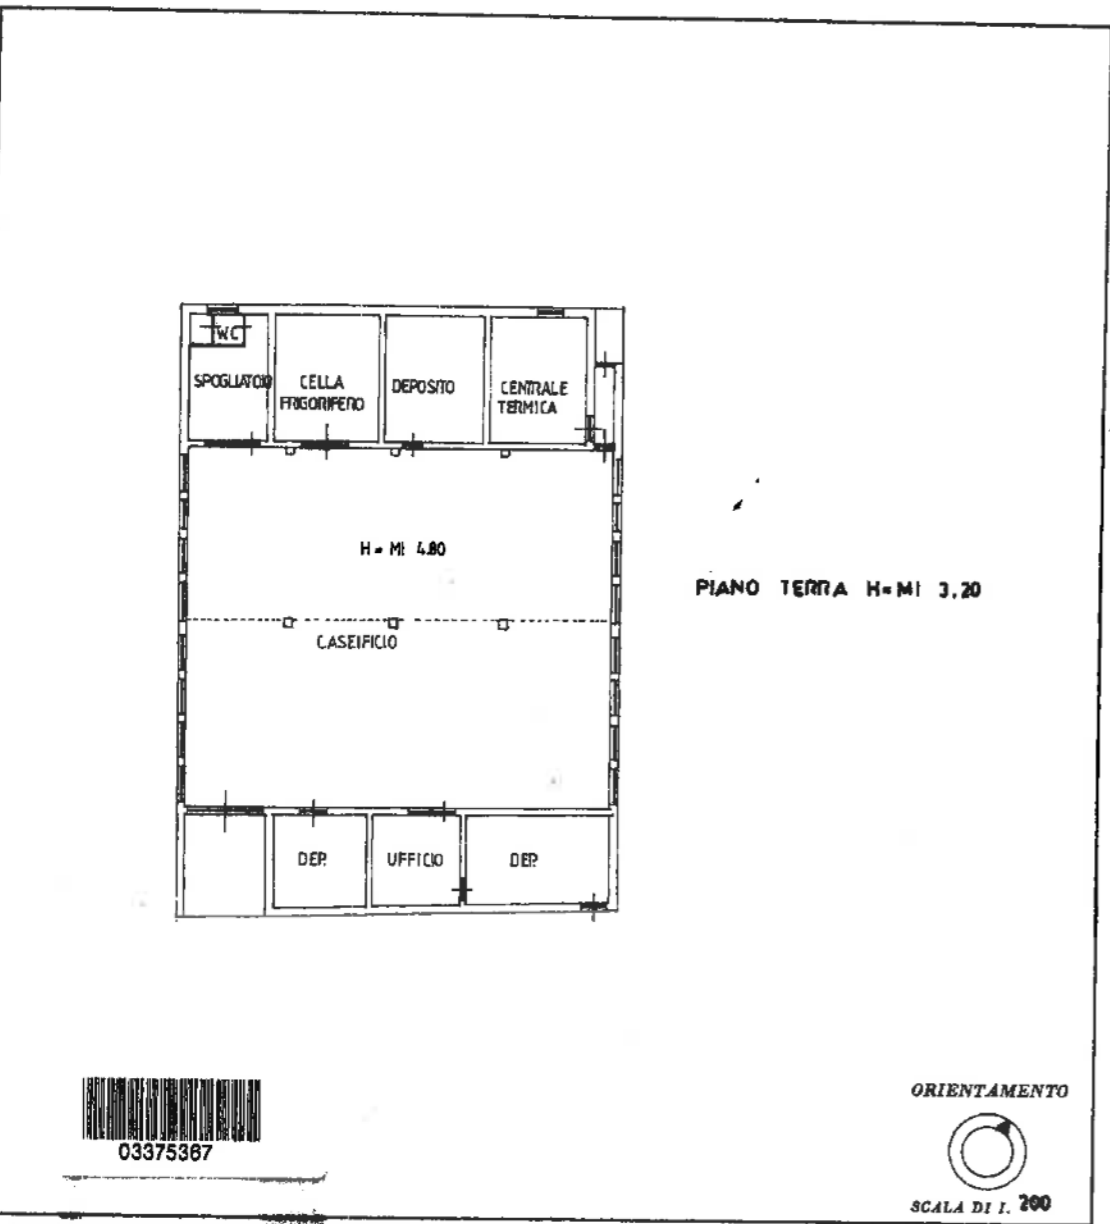 WC
SPOGLIATOIO
CELLA
FRIGORIFERO
DEPOSITO
CENTRALE
TERMICA
H = Ml 4.80
PIANO TERRA H=Ml 3,20
CASEIFICIO
DEP.
UFFICIO
DEP.
03375367
ORIENTAMENTO
SCALA DI 1. 200